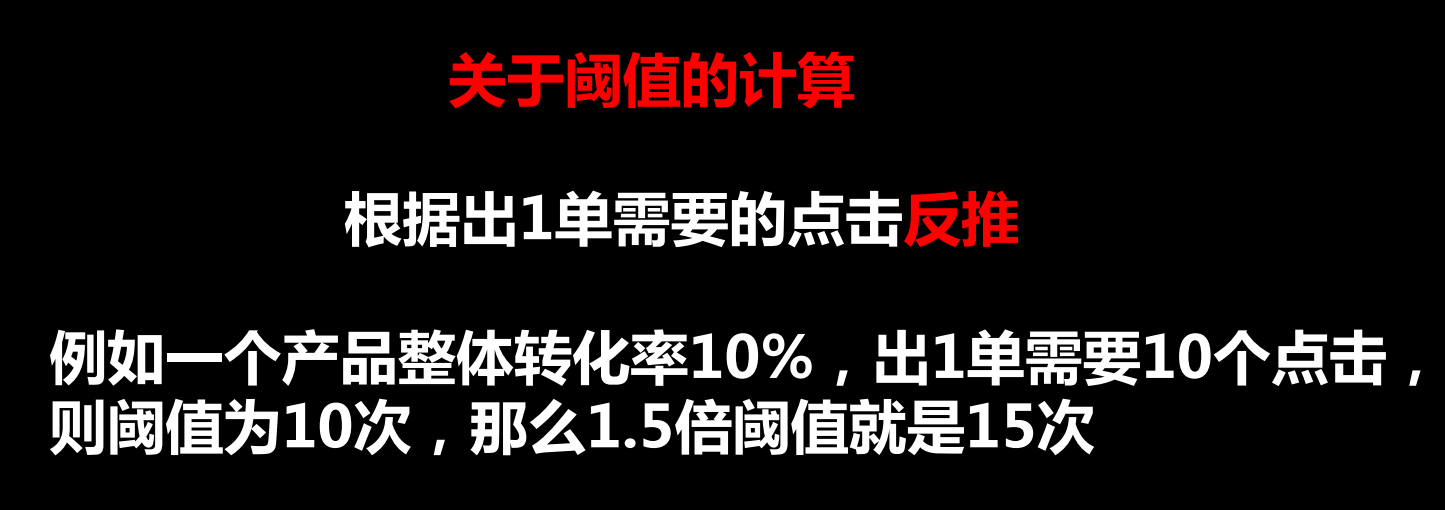 关于阈值的计算
根据出1单需要的点击反推
例如一个产品整体转化率10%，出1单需要10个点击，
则阈值为10次，那么1.5倍阈值就是15次